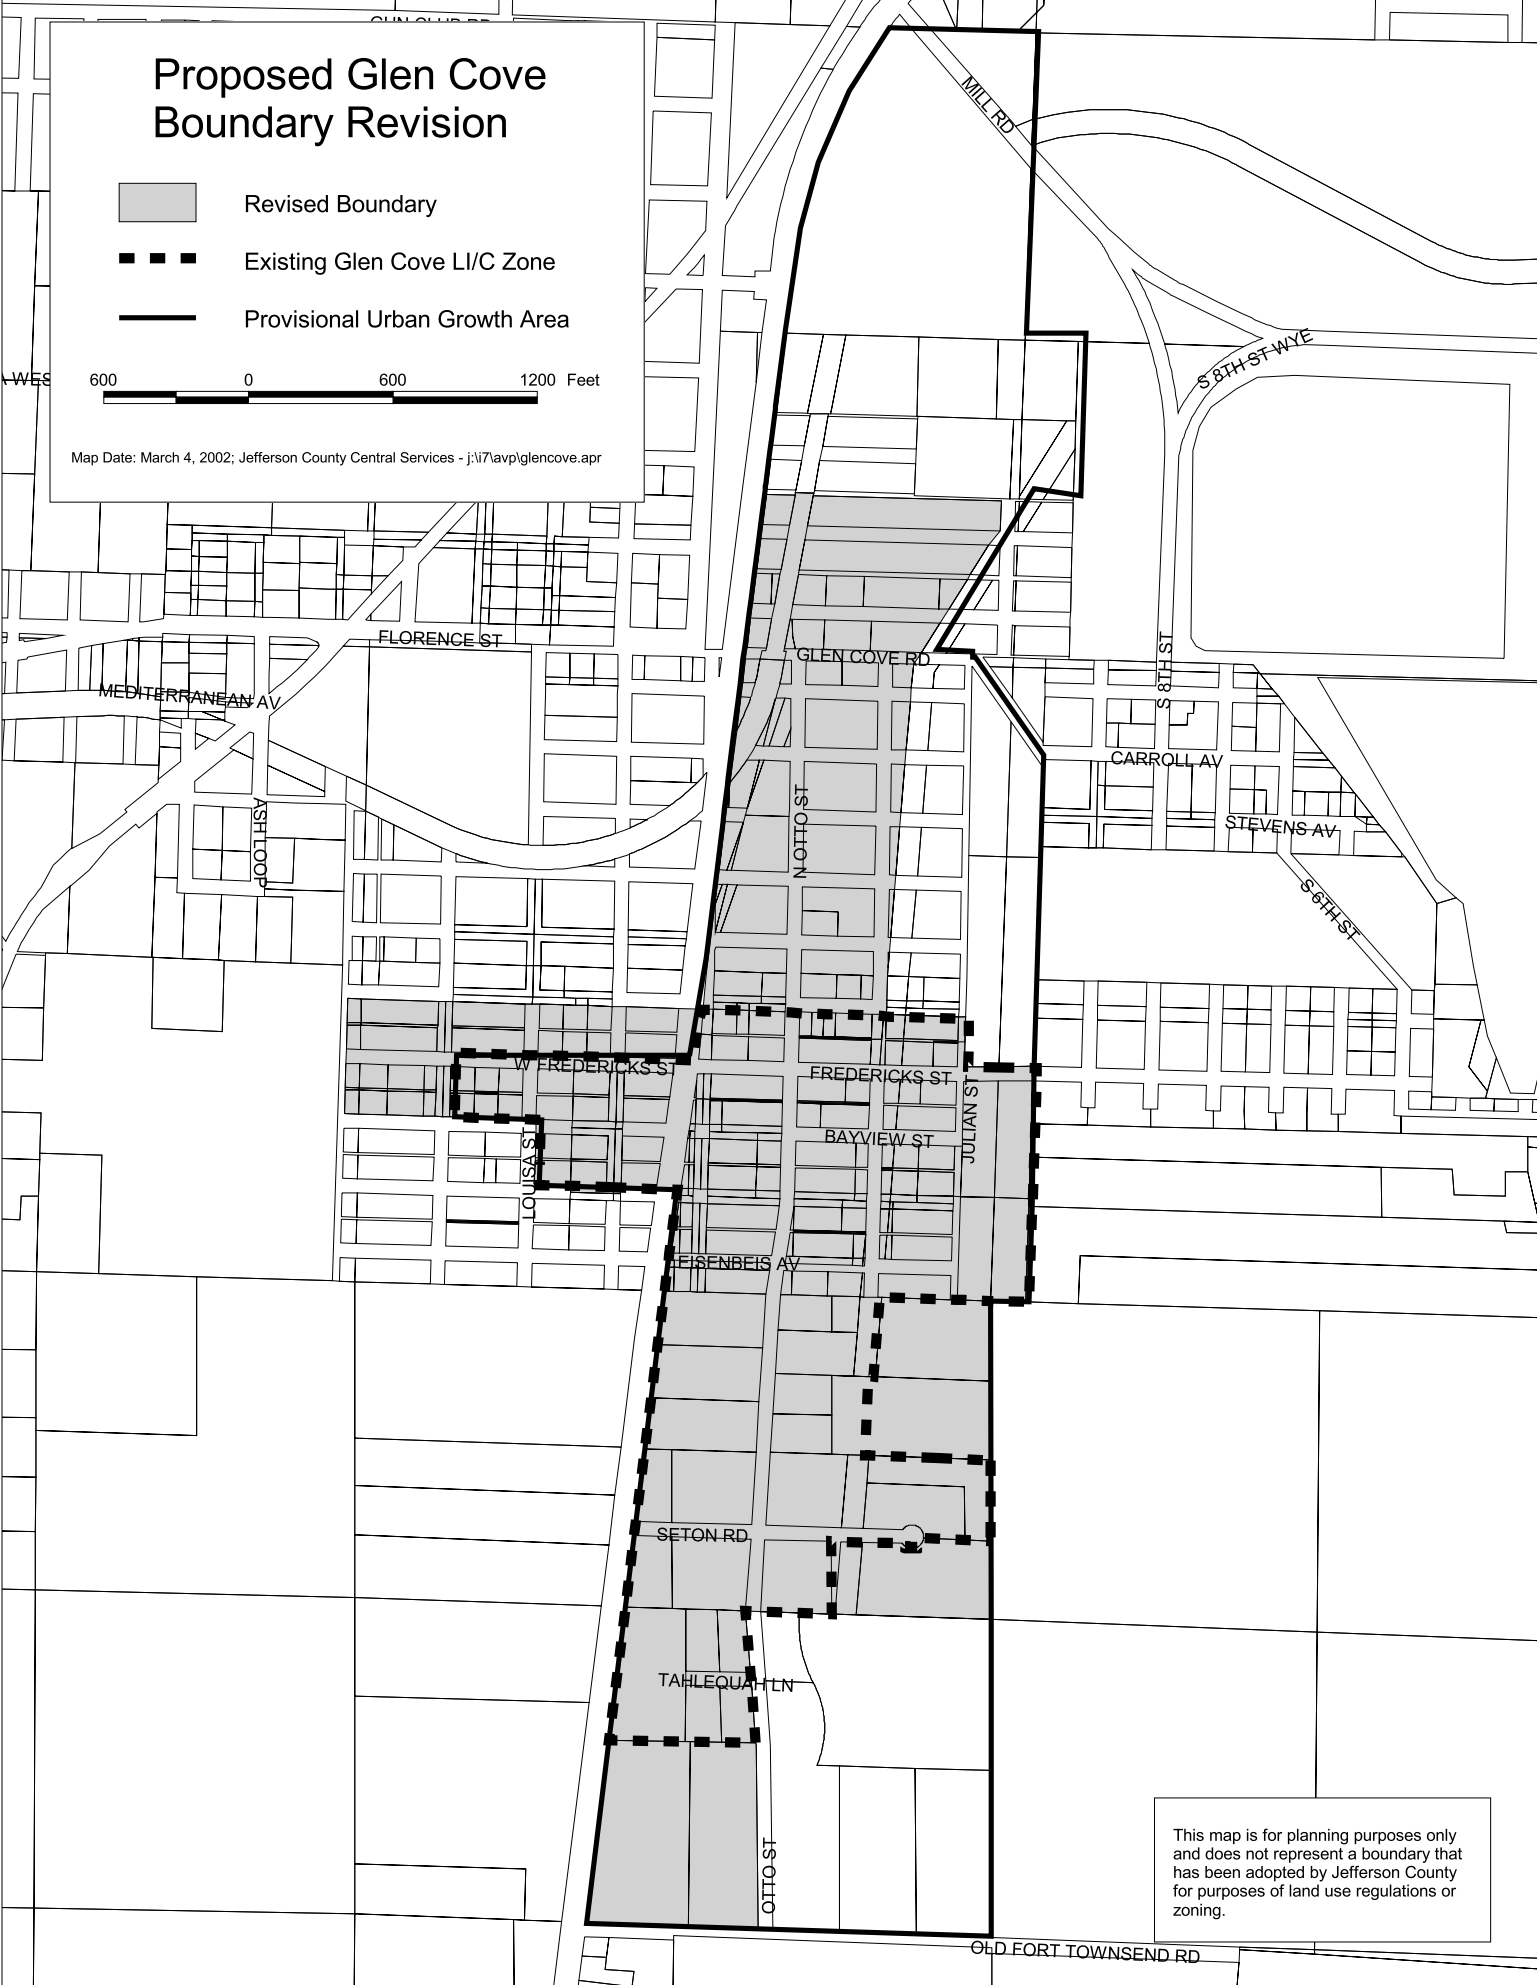 GUN CLUB RD
Proposed Glen Cove
Boundary Revision
Revised Boundary
Existing Glen Cove LI/C Zone
Provisional Urban Growth Area
600 0 600 1200 Feet
Map Date: March 4, 2002; Jefferson County Central Services - j:\i7\avp\glencove.apr
MILL RD
S 8TH ST WYE
FLORENCE ST
GLEN COVE RD
S 8TH ST
MEDITERRANEAN AV
CARROLL AV
N OTTO ST
ASH LOOP
STEVENS AV
S 6TH ST
W FREDERICKS ST
FREDERICKS ST
JULIAN ST
BAYVIEW ST
LOUISA ST
EISENBEIS AV
SETON RD
TAHLEQUAH LN
OTTO ST
This map is for planning purposes only
and does not represent a boundary that
has been adopted by Jefferson County
for purposes of land use regulations or
zoning.
OLD FORT TOWNSEND RD